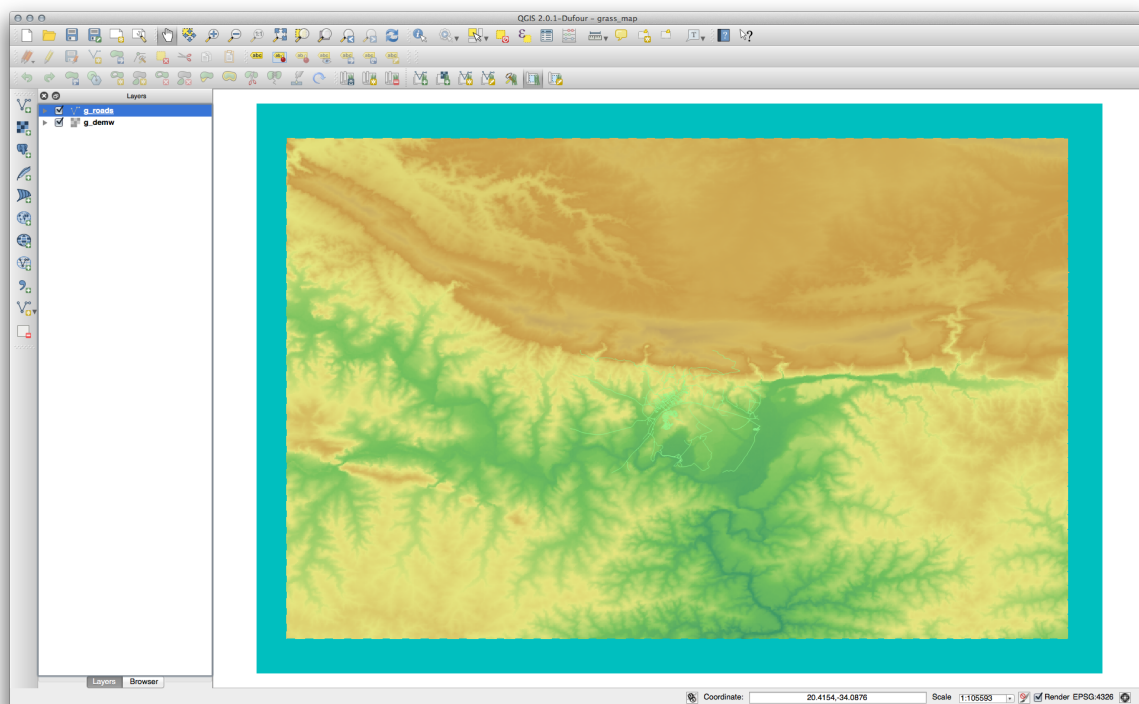 QGIS 2.0.1-Dufour - grass_map
Layers
g_roads
g_demw
Layers Browser
Coordinate: 20.4154,-34.0876 Scale 1:105593 Render EPSG:4326